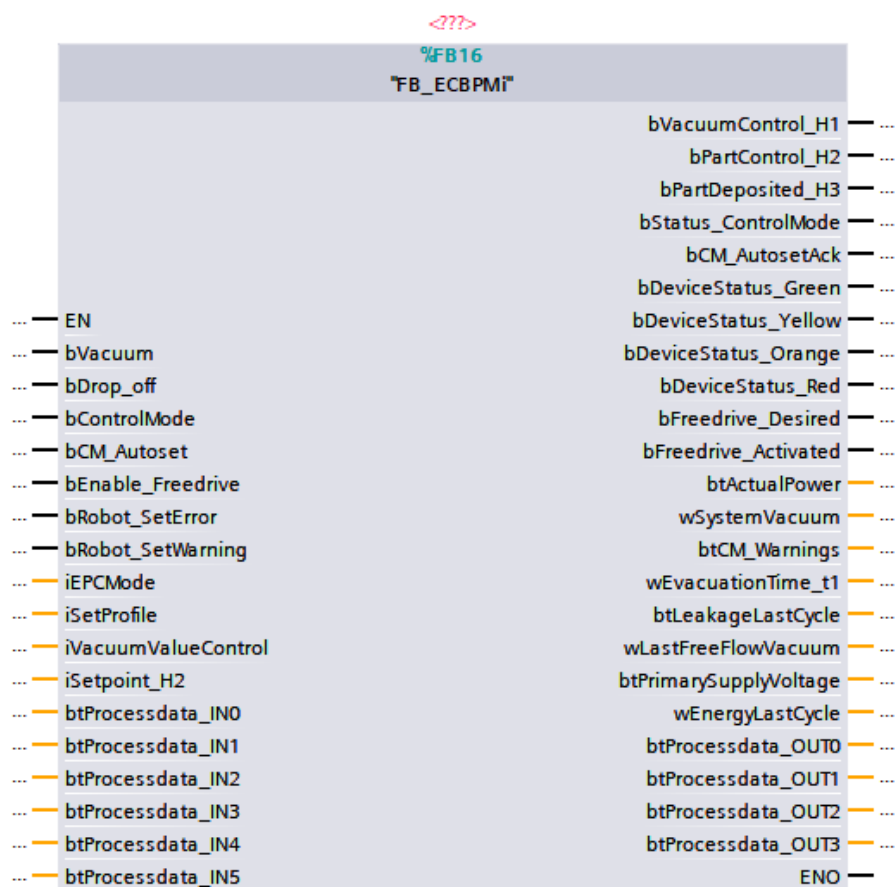 <???>
%FB16
"FB_ECBPMi"
bVacuumControl_H1
...
bPartControl_H2
...
bPartDeposited_H3
...
bStatus_ControlMode
...
bCM_AutosetAck
...
bDeviceStatus_Green
...
... EN
bDeviceStatus_Yellow
...
... bVacuum
bDeviceStatus_Orange
...
... bDrop_off
bDeviceStatus_Red
...
... bControlMode
bFreedrive_Desired
...
... bCM_Autoset
bFreedrive_Activated
...
... bEnable_Freedrive
btActualPower
...
... bRobot_SetError
wSystemVacuum
...
... bRobot_SetWarning
btCM_Warnings
...
... iEPCMode
wEvacuationTime_t1
...
... iSetProfile
btLeakageLastCycle
...
... iVacuumValueControl
wLastFreeFlowVacuum
...
... iSetpoint_H2
btPrimarySupplyVoltage
...
... btProcessdata_IN0
wEnergyLastCycle
...
... btProcessdata_IN1
btProcessdata_OUT0
...
... btProcessdata_IN2
btProcessdata_OUT1
...
... btProcessdata_IN3
btProcessdata_OUT2
...
... btProcessdata_IN4
btProcessdata_OUT3
...
... btProcessdata_IN5
ENO